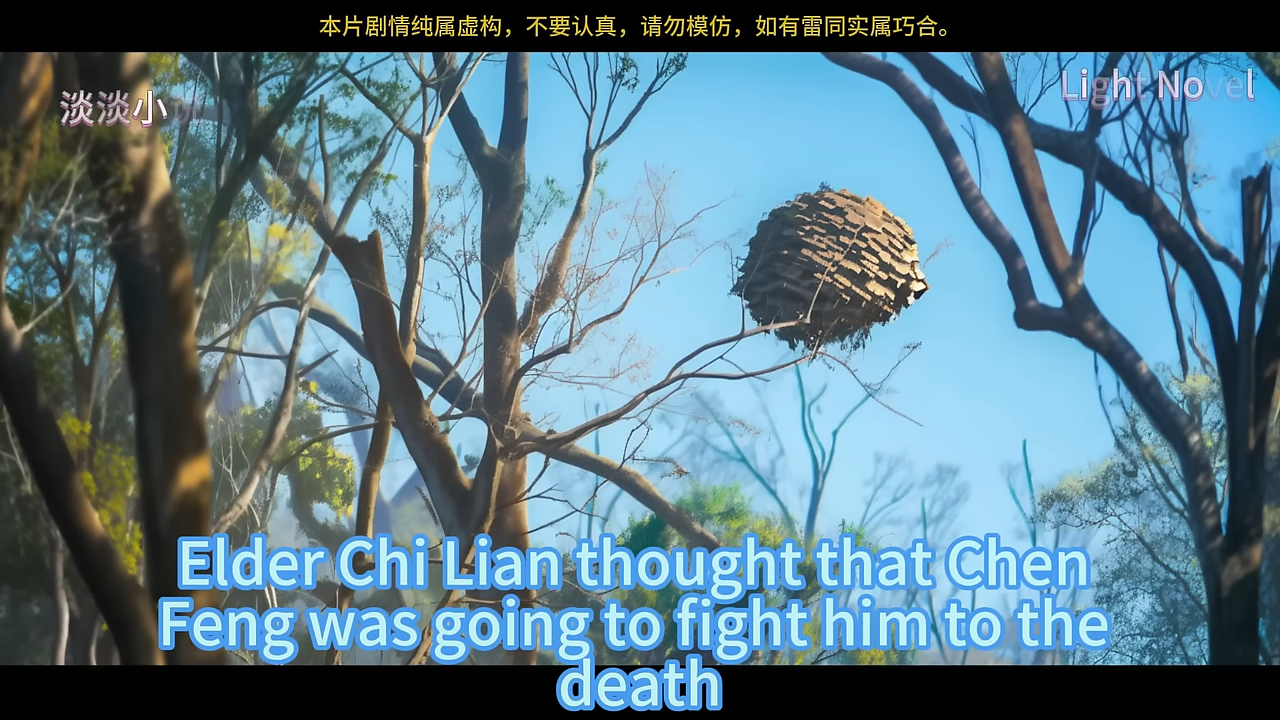 本片剧情纯属虚构，不要认真，请勿模仿，如有雷同实属巧合。
淡淡小
Light Novel
Elder Chi Lian thought that Chen
Feng was going to fight him to the
death